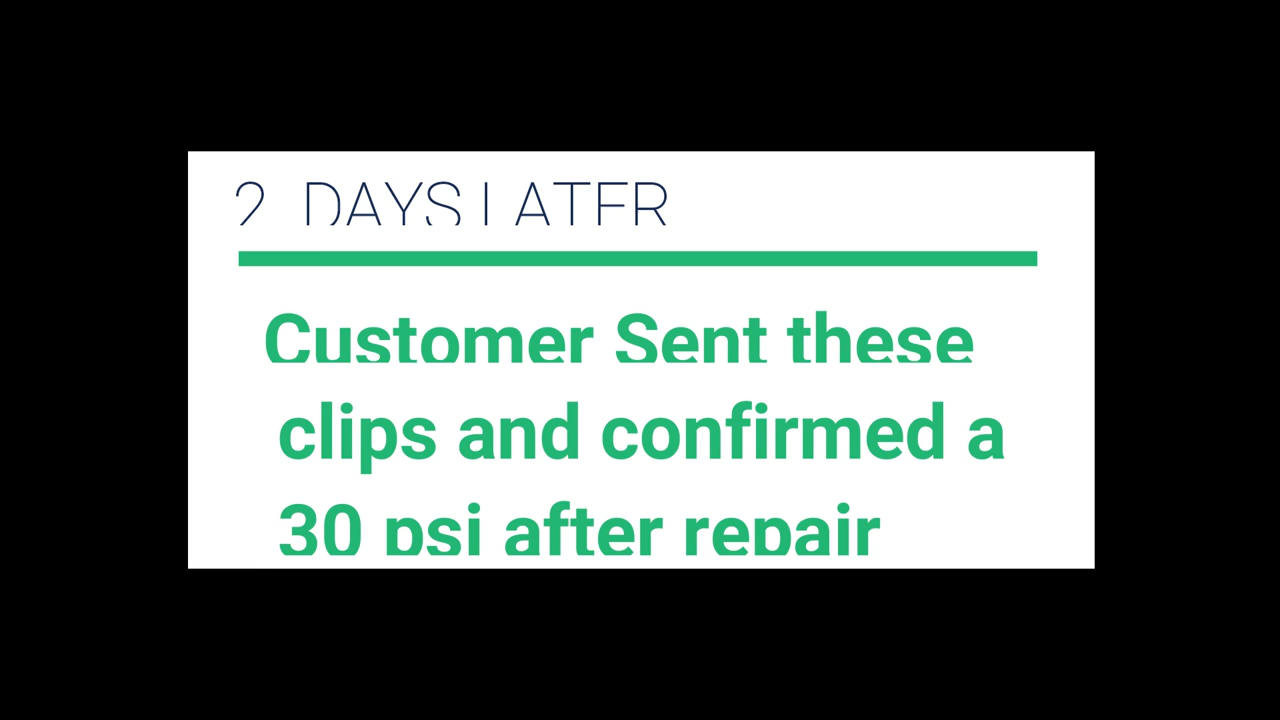 2 DAYS LATER
Customer Sent these
clips and confirmed a
30 psi after repair